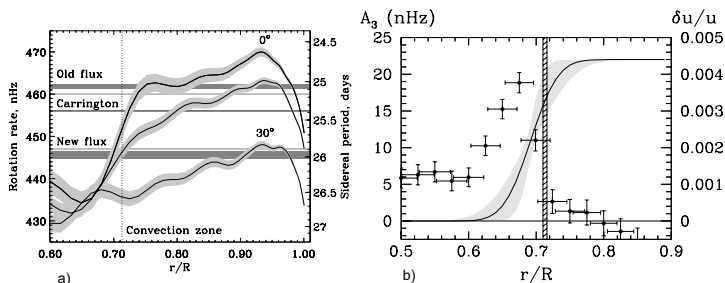 0°
30°
Old flux
Carrington
New flux
Convection zone
Rotation rate, nHz
470
460
450
440
430
0.60
0.70
0.80
0.90
1.00
r/R
a)
24.5
25
25.5
26
26.5
27
Sidereal period, days
A3 (nHz)
δu/u
25
20
15
10
5
0
0.005
0.004
0.003
0.002
0.001
0
0.5
0.6
0.7
0.8
0.9
r/R
b)